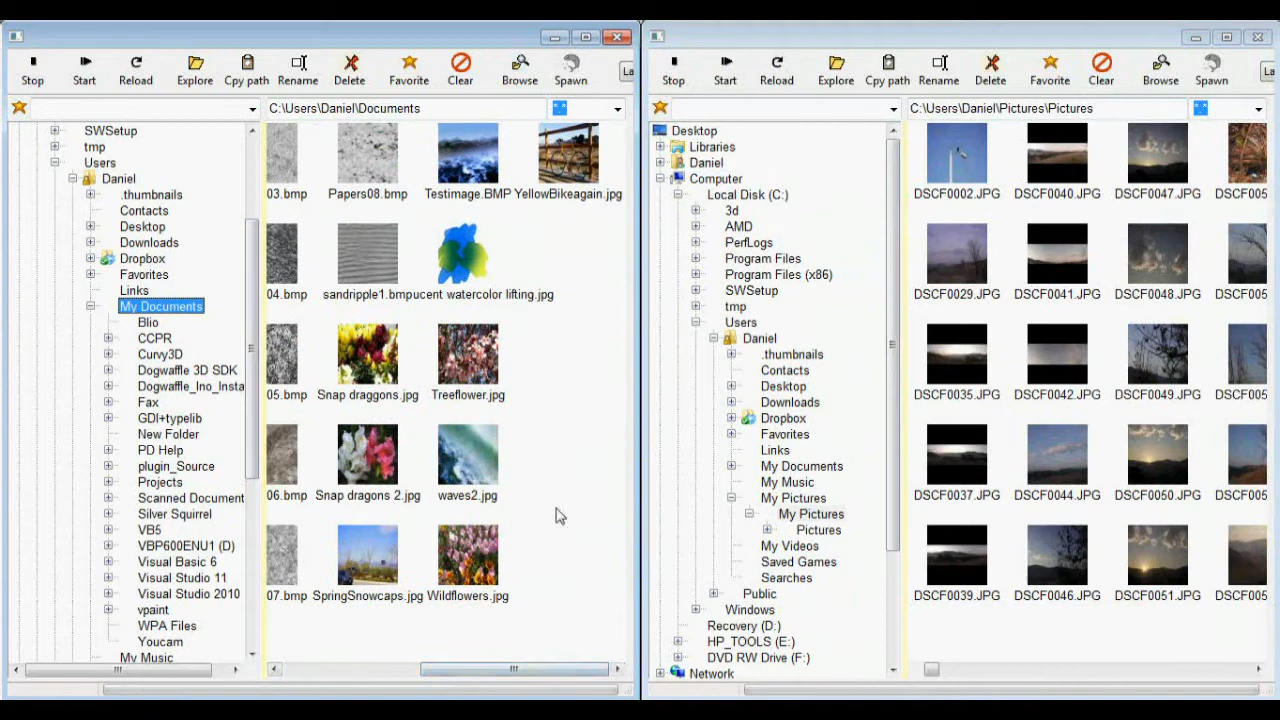 Stop Start Reload Explore Cpy path Rename Delete Favorite Clear Browse Spawn La
C:\Users\Daniel\Documents
*.*
SWSetup
tmp
Users
Daniel
.thumbnails
Contacts
Desktop
Downloads
Dropbox
Favorites
Links
My Documents
Blio
CCPR
Curvy3D
Dogwaffle 3D SDK
Dogwaffle_Ino_Insta
Fax
GDI+typelib
New Folder
PD Help
plugin_Source
Projects
Scanned Document
Silver Squirrel
VB5
VBP600ENU1 (D)
Visual Basic 6
Visual Studio 11
Visual Studio 2010
vpaint
WPA Files
Youcam
My Music
03.bmp Papers08.bmp Testimage.BMP YellowBikeagain.jpg
04.bmp sandripple1.bmp ucent watercolor lifting.jpg
05.bmp Snap draggons.jpg Treeflower.jpg
06.bmp Snap dragons 2.jpg waves2.jpg
07.bmp SpringSnowcaps.jpg Wildflowers.jpg
Stop Start Reload Explore Cpy path Rename Delete Favorite Clear Browse Spawn La
C:\Users\Daniel\Pictures\Pictures
*.*
Desktop
Libraries
Daniel
Computer
Local Disk (C:)
3d
AMD
PerfLogs
Program Files
Program Files (x86)
SWSetup
tmp
Users
Daniel
.thumbnails
Contacts
Desktop
Downloads
Dropbox
Favorites
Links
My Documents
My Music
My Pictures
My Pictures
Pictures
My Videos
Saved Games
Searches
Public
Windows
Recovery (D:)
HP_TOOLS (E:)
DVD RW Drive (F:)
Network
DSCF0002.JPG DSCF0040.JPG DSCF0047.JPG DSCF005
DSCF0029.JPG DSCF0041.JPG DSCF0048.JPG DSCF005
DSCF0035.JPG DSCF0042.JPG DSCF0049.JPG DSCF005
DSCF0037.JPG DSCF0044.JPG DSCF0050.JPG DSCF005
DSCF0039.JPG DSCF0046.JPG DSCF0051.JPG DSCF005